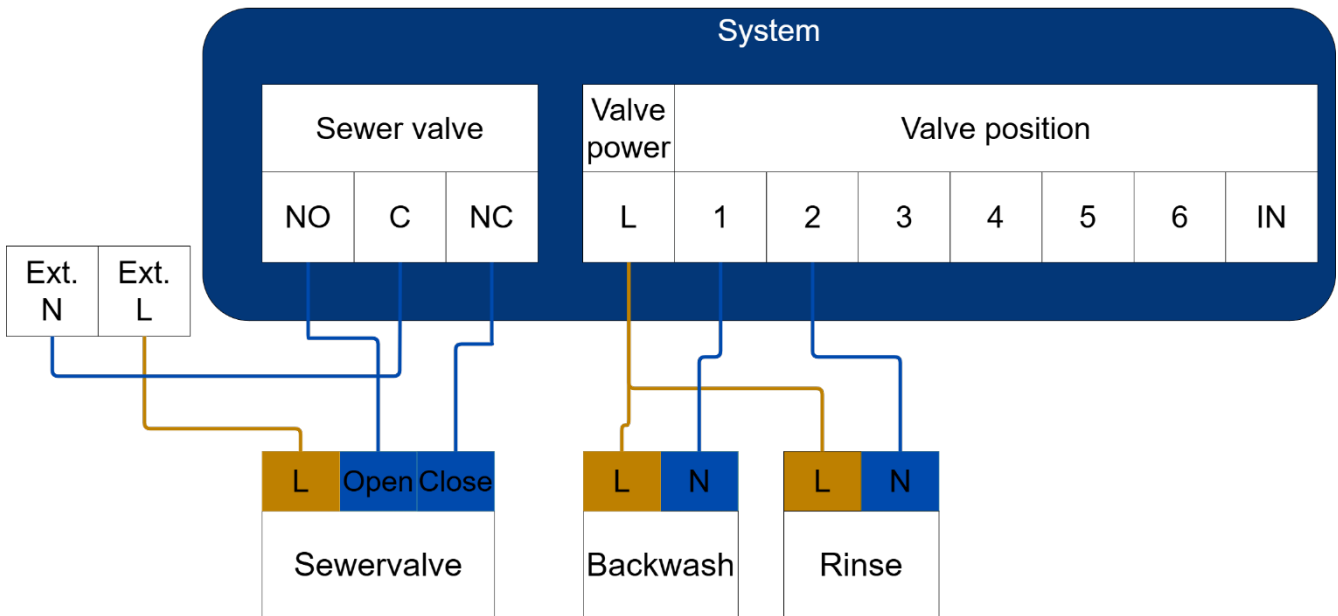 System
Sewer valve
Valve
power
Valve position
NO C NC
L 1 2 3 4 5 6 IN
Ext.
N
Ext.
L
L Open Close
Sewervalve
L N
Backwash
L N
Rinse